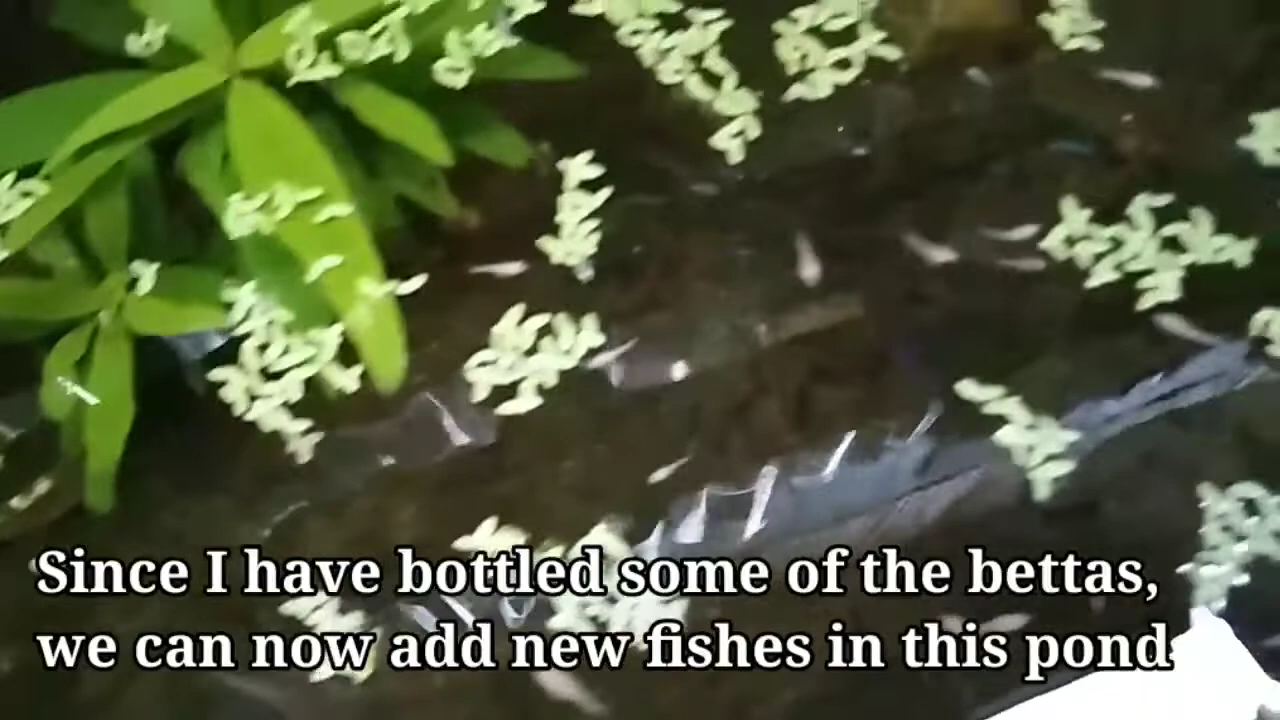 Since I have bottled some of the bettas,
we can now add new fishes in this pond